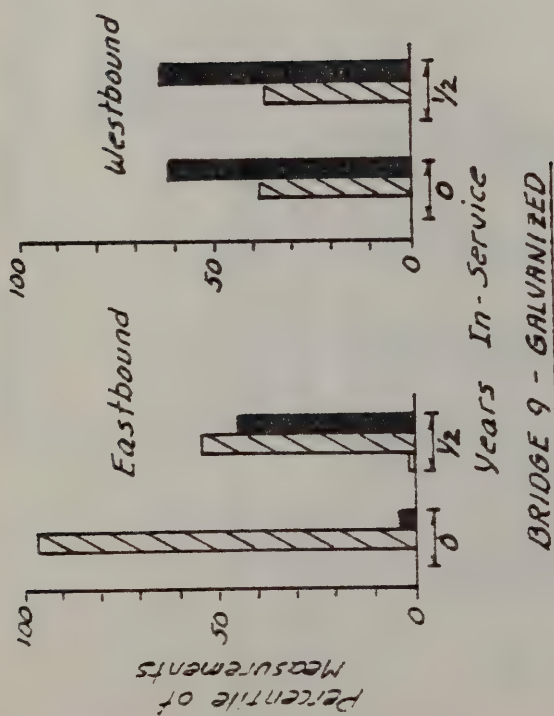 Percentile of
Measurements
100
50
0
Eastbound
0
1/2
100
50
0
Westbound
0
1/2
Years In-Service
BRIDGE 9 - GALVANIZED